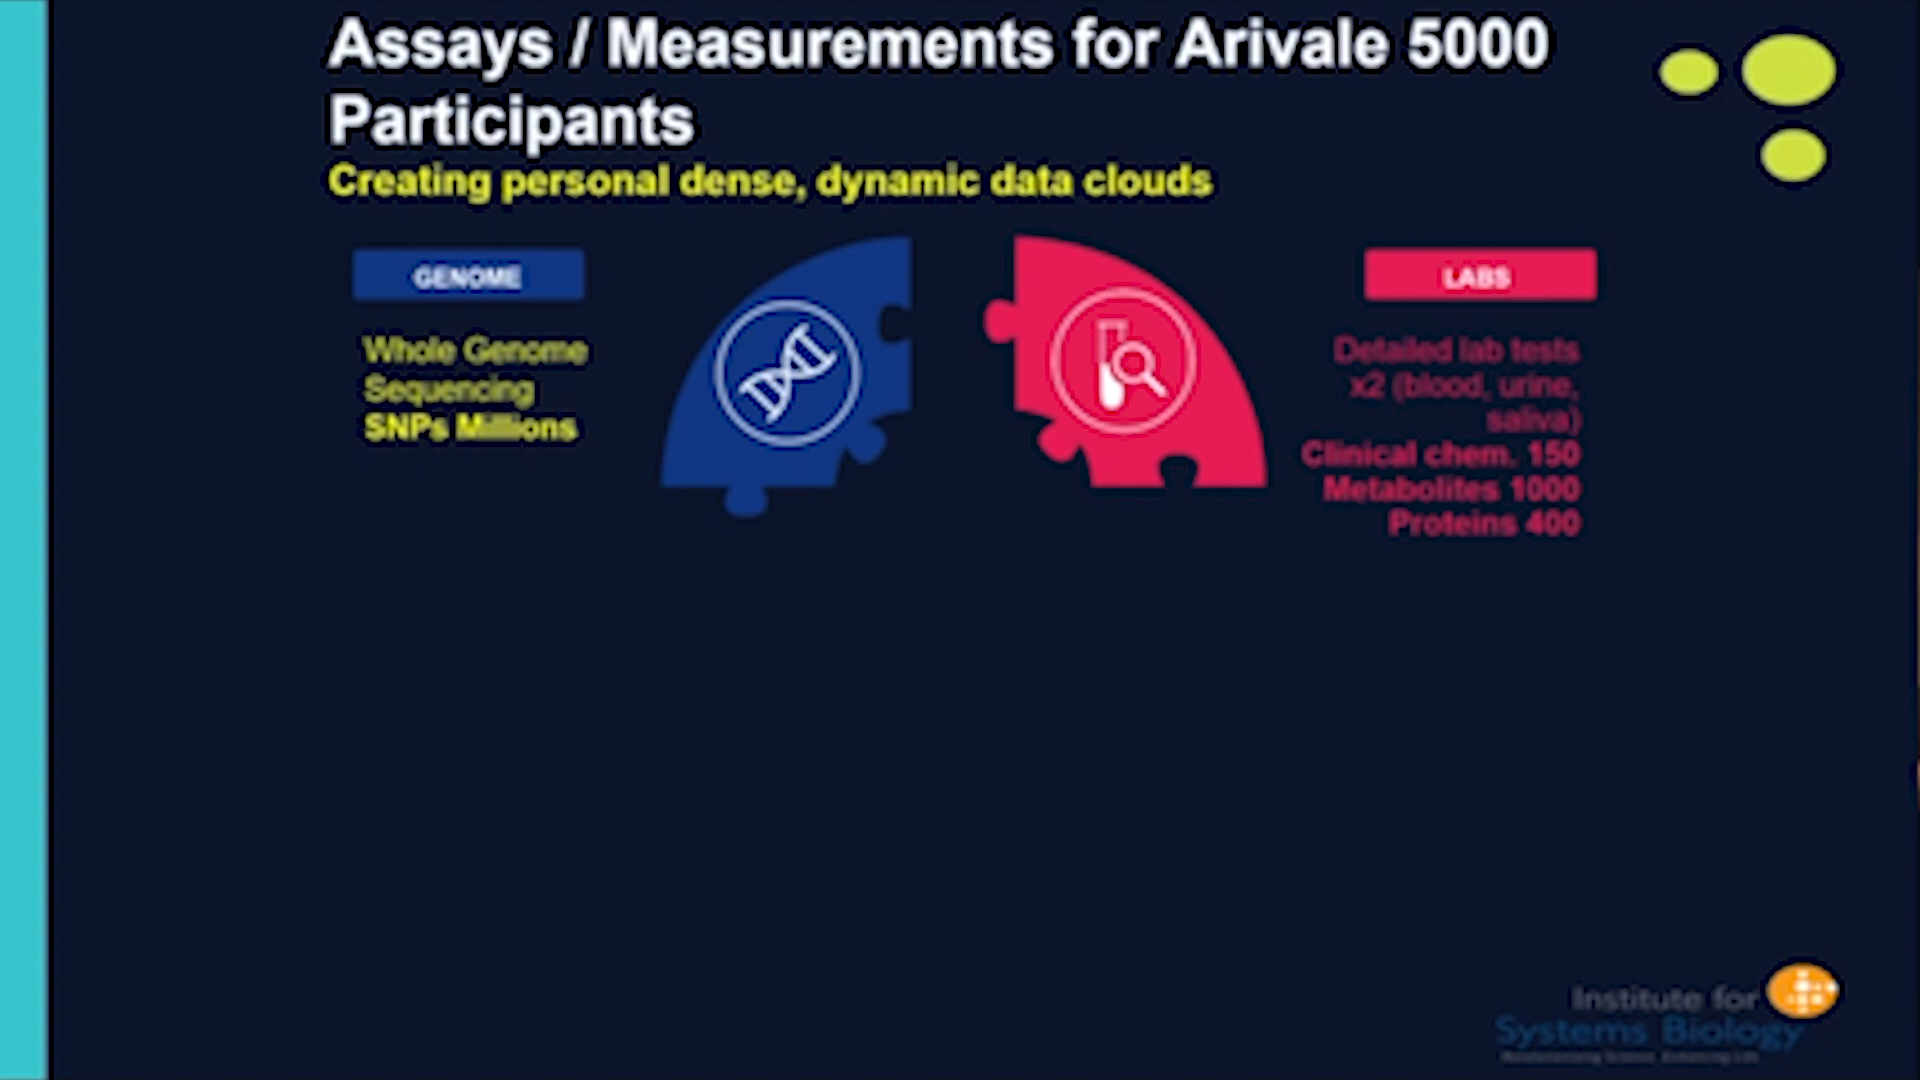 Assays / Measurements for Arivale 5000
Participants
Creating personal dense, dynamic data clouds
GENOME
Whole Genome
Sequencing
SNPs Millions
LABS
Detailed lab tests
x2 (blood, urine,
saliva)
Clinical chem. 150
Metabolites 1000
Proteins 400
Institute for
Systems Biology